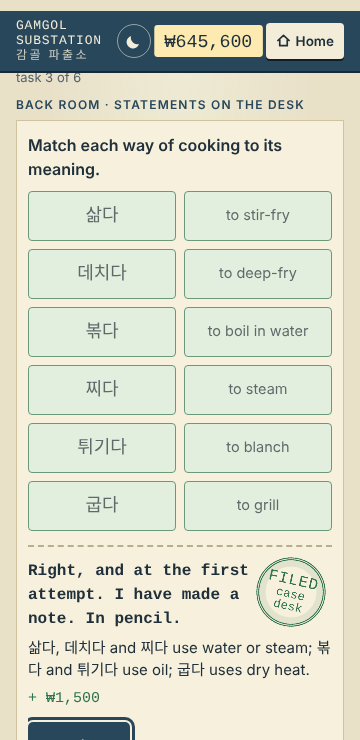 GAMGOL
SUBSTATION
감골 파출소
₩645,600
Home
task 3 of 6
BACK ROOM · STATEMENTS ON THE DESK
Match each way of cooking to its
meaning.
삶다
to stir-fry
데치다
to deep-fry
볶다
to boil in water
찌다
to steam
튀기다
to blanch
굽다
to grill
Right, and at the first
attempt. I have made a
note. In pencil.
FILED
case
desk
삶다, 데치다 and 찌다 use water or steam; 볶
다 and 튀기다 use oil; 굽다 uses dry heat.
+ ₩1,500